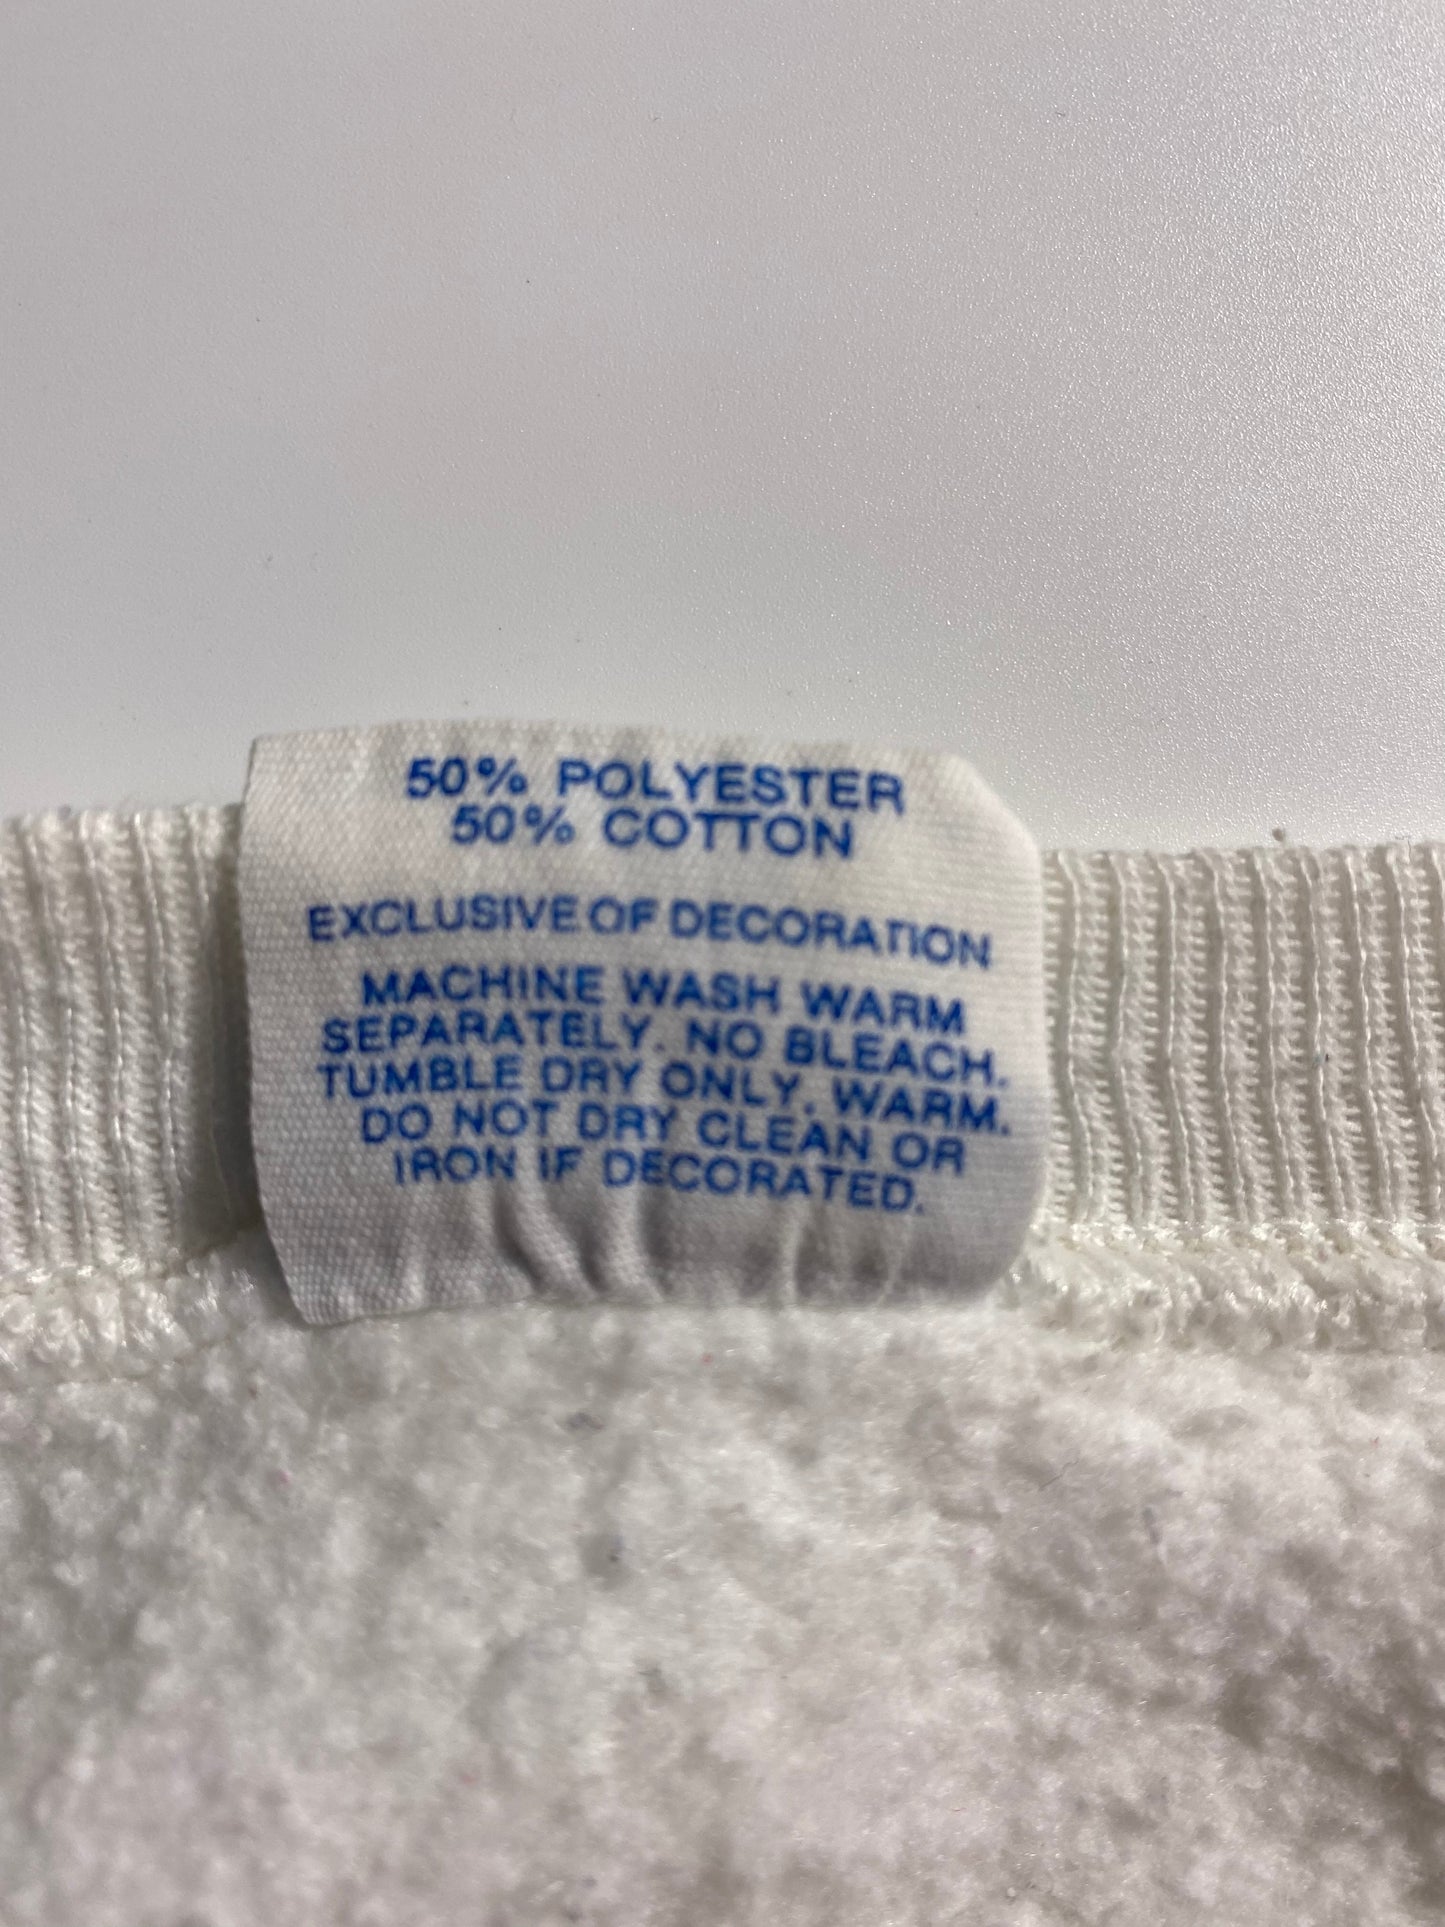 50% POLYESTER
50% COTTON
EXCLUSIVE OF DECORATION
MACHINE WASH WARM
SEPARATELY. NO BLEACH.
TUMBLE DRY ONLY, WARM.
DO NOT DRY CLEAN OR
IRON IF DECORATED.